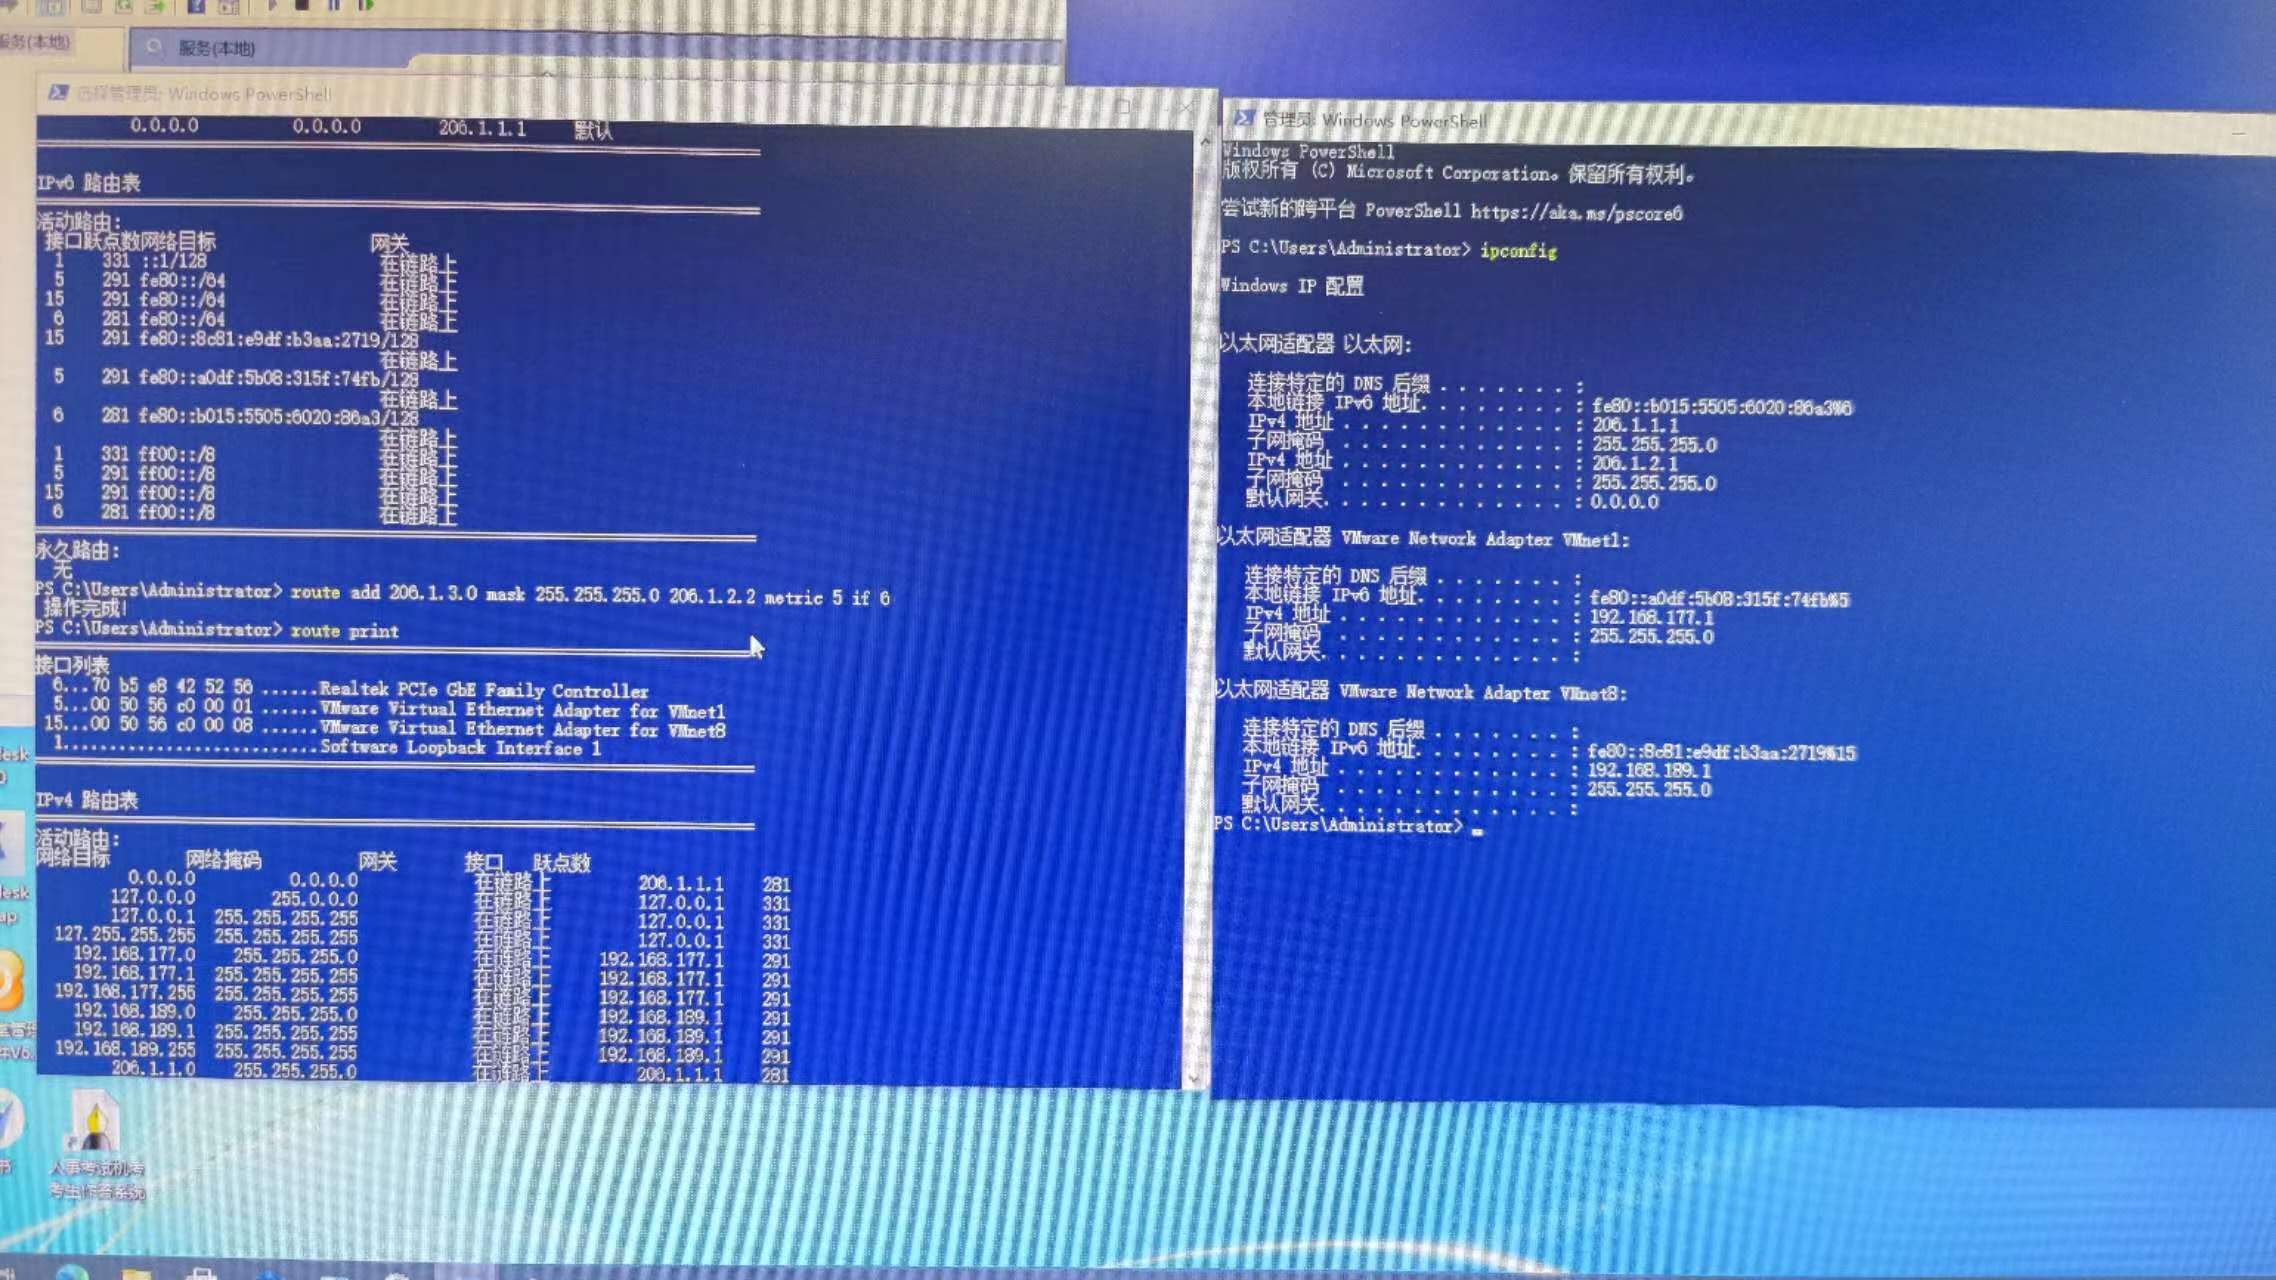 服务(本地)
服务(本地)
选择管理员: Windows PowerShell
0.0.0.0 0.0.0.0 206.1.1.1 默认
IPv6 路由表
活动路由:
接口跃点数网络目标 网关
1 331 ::1/128 在链路上
5 291 fe80::/64 在链路上
15 291 fe80::/64 在链路上
6 281 fe80::/64 在链路上
15 291 fe80::8c81:e9df:b3aa:2719/128
在链路上
5 291 fe80::a0df:5b08:315f:74fb/128
在链路上
6 281 fe80::b015:5505:6020:86a3/128
在链路上
1 331 ff00::/8 在链路上
5 291 ff00::/8 在链路上
15 291 ff00::/8 在链路上
6 281 ff00::/8 在链路上
永久路由:
无
PS C:\Users\Administrator> route add 206.1.3.0 mask 255.255.255.0 206.1.2.2 metric 5 if 6
操作完成!
PS C:\Users\Administrator> route print
接口列表
6...70 b5 e8 42 52 56 ......Realtek PCIe GbE Family Controller
5...00 50 56 c0 00 01 ......VMware Virtual Ethernet Adapter for VMnet1
15...00 50 56 c0 00 08 ......VMware Virtual Ethernet Adapter for VMnet8
1...........................Software Loopback Interface 1
IPv4 路由表
活动路由:
网络目标 网络掩码 网关 接口 跃点数
0.0.0.0 0.0.0.0 在链路上 206.1.1.1 281
127.0.0.0 255.0.0.0 在链路上 127.0.0.1 331
127.0.0.1 255.255.255.255 在链路上 127.0.0.1 331
127.255.255.255 255.255.255.255 在链路上 127.0.0.1 331
192.168.177.0 255.255.255.0 在链路上 192.168.177.1 291
192.168.177.1 255.255.255.255 在链路上 192.168.177.1 291
192.168.177.255 255.255.255.255 在链路上 192.168.177.1 291
192.168.189.0 255.255.255.0 在链路上 192.168.189.1 291
192.168.189.1 255.255.255.255 在链路上 192.168.189.1 291
192.168.189.255 255.255.255.255 在链路上 192.168.189.1 291
206.1.1.0 255.255.255.0 在链路上 206.1.1.1 281
管理员: Windows PowerShell
Windows PowerShell
版权所有 (C) Microsoft Corporation。保留所有权利。
尝试新的跨平台 PowerShell https://aka.ms/pscore6
PS C:\Users\Administrator> ipconfig
Windows IP 配置
以太网适配器 以太网:
连接特定的 DNS 后缀 . . . . . . . :
本地链接 IPv6 地址. . . . . . . . : fe80::b015:5505:6020:86a3%6
IPv4 地址 . . . . . . . . . . . . : 206.1.1.1
子网掩码 . . . . . . . . . . . . : 255.255.255.0
IPv4 地址 . . . . . . . . . . . . : 206.1.2.1
子网掩码 . . . . . . . . . . . . : 255.255.255.0
默认网关. . . . . . . . . . . . . : 0.0.0.0
以太网适配器 VMware Network Adapter VMnet1:
连接特定的 DNS 后缀 . . . . . . . :
本地链接 IPv6 地址. . . . . . . . : fe80::a0df:5b08:315f:74fb%5
IPv4 地址 . . . . . . . . . . . . : 192.168.177.1
子网掩码 . . . . . . . . . . . . : 255.255.255.0
默认网关. . . . . . . . . . . . . :
以太网适配器 VMware Network Adapter VMnet8:
连接特定的 DNS 后缀 . . . . . . . :
本地链接 IPv6 地址. . . . . . . . : fe80::8c81:e9df:b3aa:2719%15
IPv4 地址 . . . . . . . . . . . . : 192.168.189.1
子网掩码 . . . . . . . . . . . . : 255.255.255.0
默认网关. . . . . . . . . . . . . :
PS C:\Users\Administrator>
人事考试机考
考生作答系统